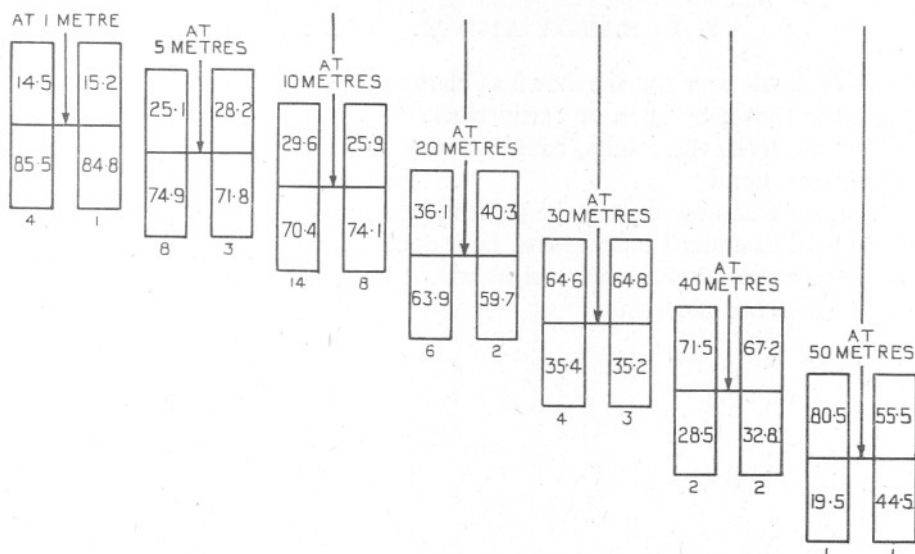 AT 1 METRE
14·5 15·2
85·5 84·8
4 1
AT
5 METRES
25·1 28·2
74·9 71·8
8 3
AT
10 METRES
29·6 25·9
70·4 74·1
14 8
AT
20 METRES
36·1 40·3
63·9 59·7
6 2
AT
30 METRES
64·6 64·8
35·4 35·2
4 3
AT
40 METRES
71·5 67·2
28·5 32·8
2 2
AT
50 METRES
80·5 55·5
19·5 44·5
1 1